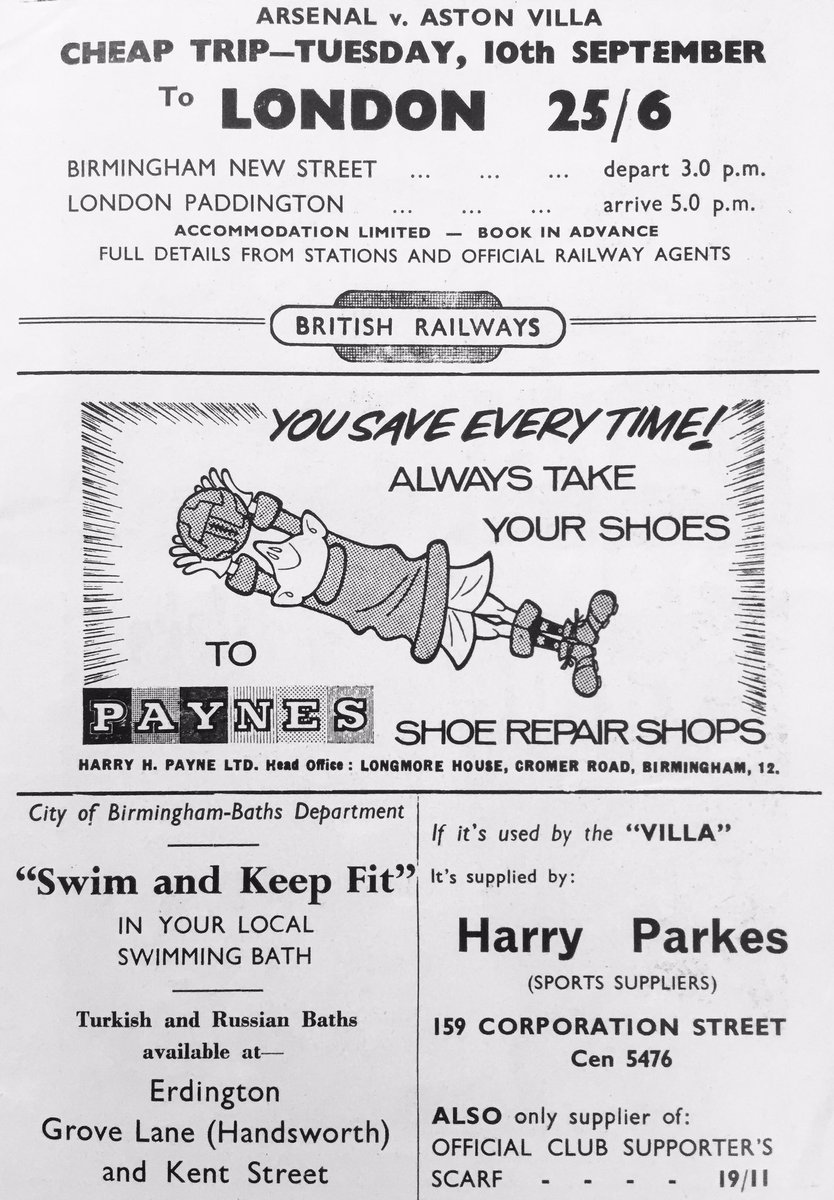 ARSENAL v. ASTON VILLA
CHEAP TRIP—TUESDAY, 10th SEPTEMBER
To LONDON 25/6
BIRMINGHAM NEW STREET ... ... ... depart 3.0 p.m.
LONDON PADDINGTON ... ... ... arrive 5.0 p.m.
ACCOMMODATION LIMITED — BOOK IN ADVANCE
FULL DETAILS FROM STATIONS AND OFFICIAL RAILWAY AGENTS
BRITISH RAILWAYS
YOU SAVE EVERY TIME!
ALWAYS TAKE
YOUR SHOES
TO
PAYNES SHOE REPAIR SHOPS
HARRY H. PAYNE LTD. Head Office: LONGMORE HOUSE, CROMER ROAD, BIRMINGHAM, 12.
City of Birmingham-Baths Department
“Swim and Keep Fit”
IN YOUR LOCAL
SWIMMING BATH
Turkish and Russian Baths
available at—
Erdington
Grove Lane (Handsworth)
and Kent Street
If it's used by the “VILLA”
It's supplied by:
Harry Parkes
(SPORTS SUPPLIERS)
159 CORPORATION STREET
Cen 5476
ALSO only supplier of:
OFFICIAL CLUB SUPPORTER'S
SCARF - - - - 19/11